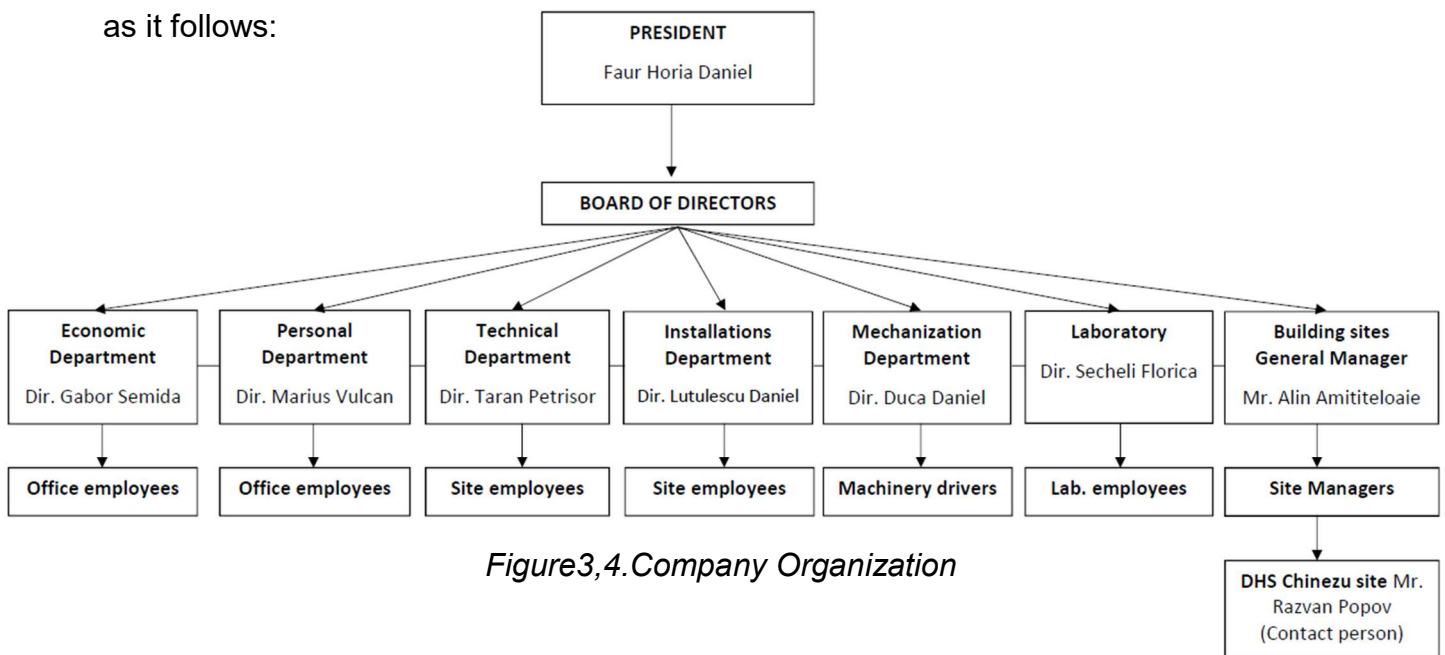 as it follows:
PRESIDENT
Faur Horia Daniel
BOARD OF DIRECTORS
Economic
Department
Dir. Gabor Semida
Personal
Department
Dir. Marius Vulcan
Technical
Department
Dir. Taran Petrisor
Installations
Department
Dir. Lutulescu Daniel
Mechanization
Department
Dir. Duca Daniel
Laboratory
Dir. Secheli Florica
Building sites
General Manager
Mr. Alin Amititeloaie
Office employees
Office employees
Site employees
Site employees
Machinery drivers
Lab. employees
Site Managers
DHS Chinezu site Mr.
Razvan Popov
(Contact person)
Figure3,4.Company Organization